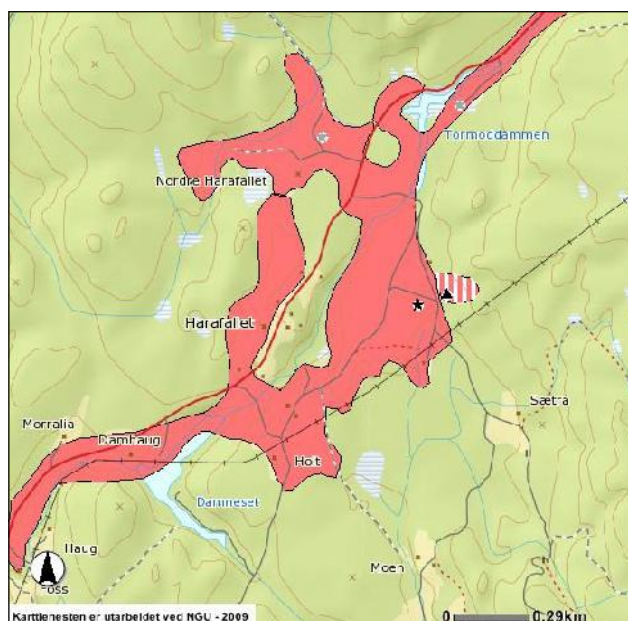 Tormocdammen
Nordre Harafallet
Harafallet
Sætra
Morralia
Damhaug
Holt
Damneset
Haug
Moen
Foss
Karttjenesten er utarbeidet ved NGU - 2009
0 0.29km